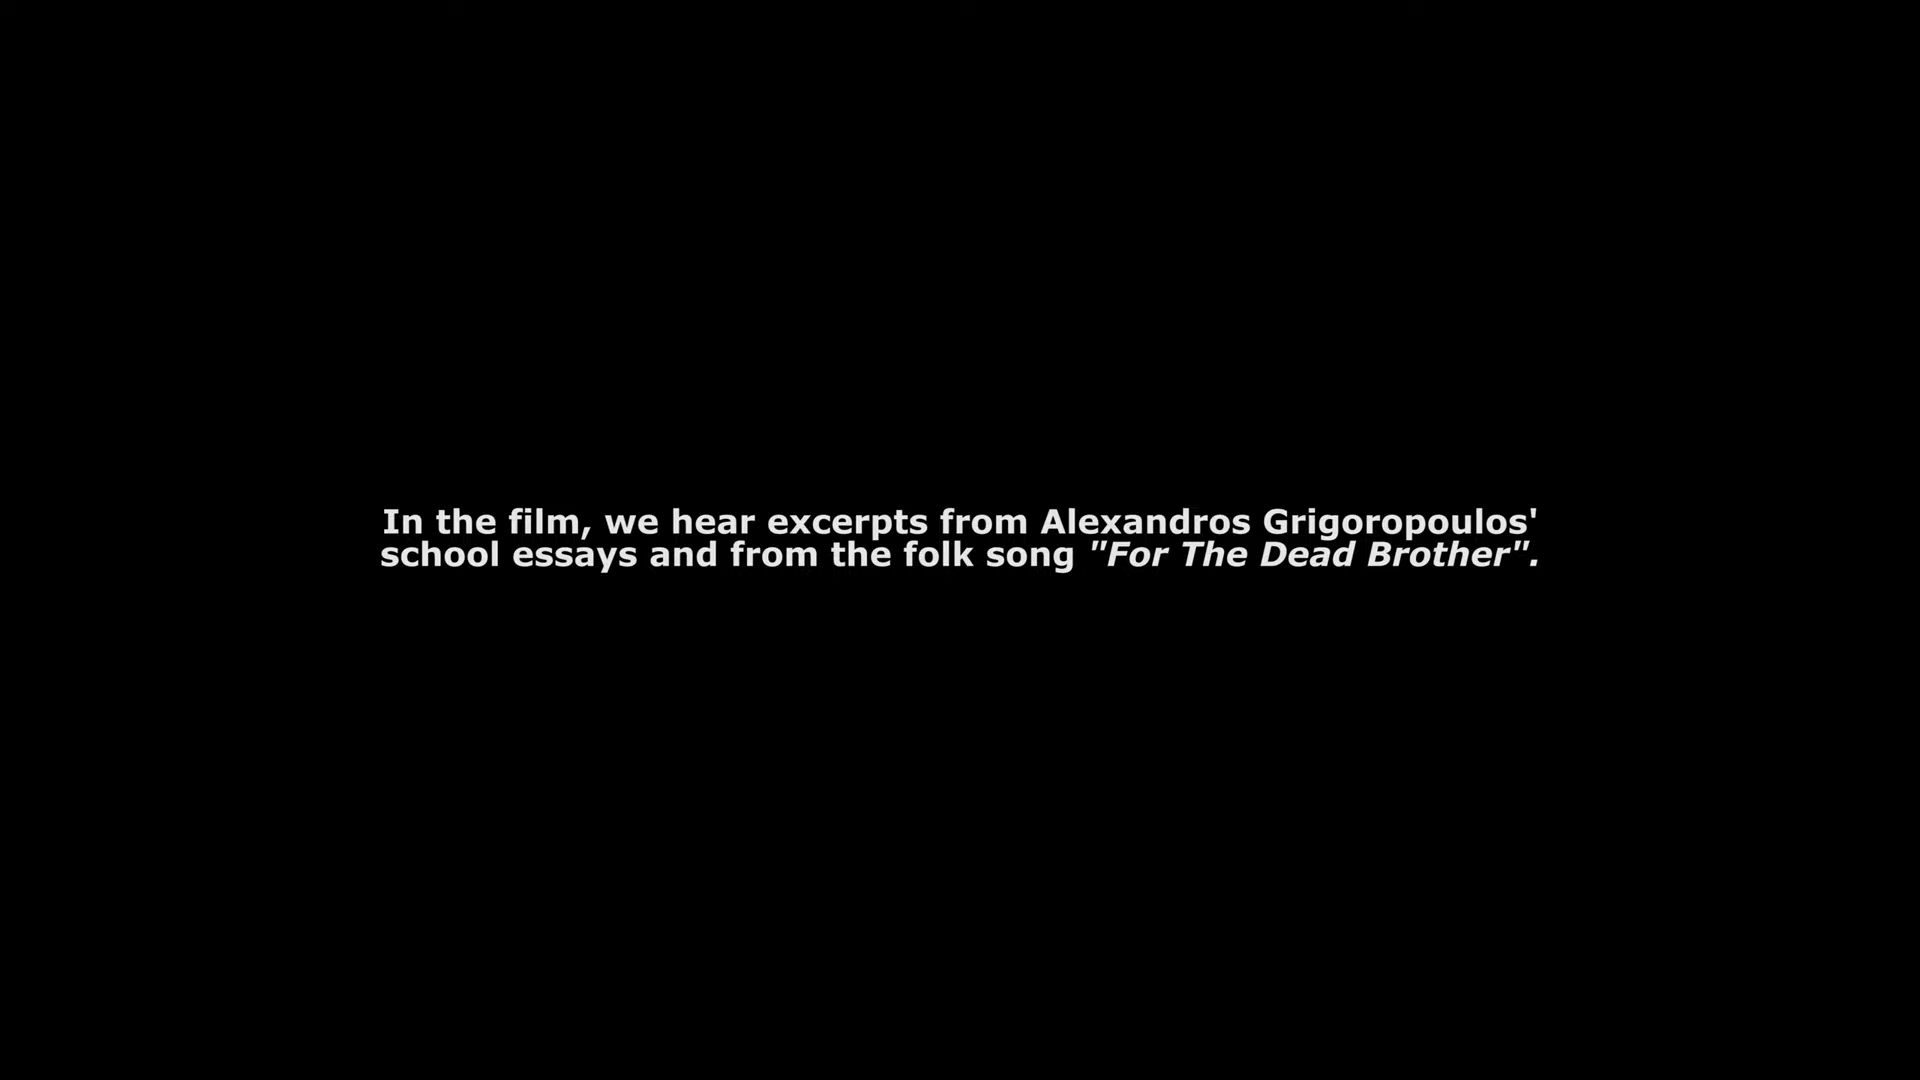 In the film, we hear excerpts from Alexandros Grigoropoulos'
school essays and from the folk song "For The Dead Brother".